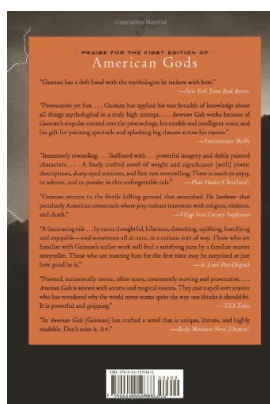 PRAISE FOR THE FIRST EDITION OF
American Gods
"Gaiman has a deft hand with the mythologies he tinkers with here."
—New York Times Book Review
"Provocative yet fun. . . . Gaiman has applied his vast breadth of knowledge about
all things mythological to a truly high concept. . . . American Gods works because of
Gaiman's singular control over the proceedings, his nimble and intelligent voice, and
his gift for painting spectacle and splashing big themes across his canvas."
—Entertainment Weekly
"Immensely rewarding. . . . Suffused with . . . powerful imagery and deftly painted
characters. . . . A finely crafted novel of weight and significance [with] poetic
descriptions, sharp-eyed criticism, and first-rate storytelling. There is much to enjoy,
to admire, and to ponder in this unforgettable tale."
—Plain Dealer (Cleveland)
"Gaiman returns to the fertile killing ground that nourished The Sandman: that
peculiarly American crossroads where pop culture intersects with religion, violence,
and death."
—Village Voice Literary Supplement
"A fascinating tale . . . by turns thoughtful, hilarious, disturbing, uplifting, horrifying
and enjoyable—and sometimes all at once, in a curious sort of way. Those who are
familiar with Gaiman's earlier work will find a satisfying yarn by a familiar master
storyteller. Those who are meeting him for the first time may be surprised at just
how good he is."
—St. Louis Post-Dispatch
"Pointed, occasionally comic, often scary, consistently moving and provocative. . . .
American Gods is strewn with secrets and magical visions. They cast a spell over anyone
who has wondered why the world never seems quite the way one thinks it should be.
It is powerful and gripping."
—USA Today
"In American Gods [Gaiman] has crafted a novel that is unique, literate, and highly
readable. Don't miss it. A+."
—Rocky Mountain News (Denver)